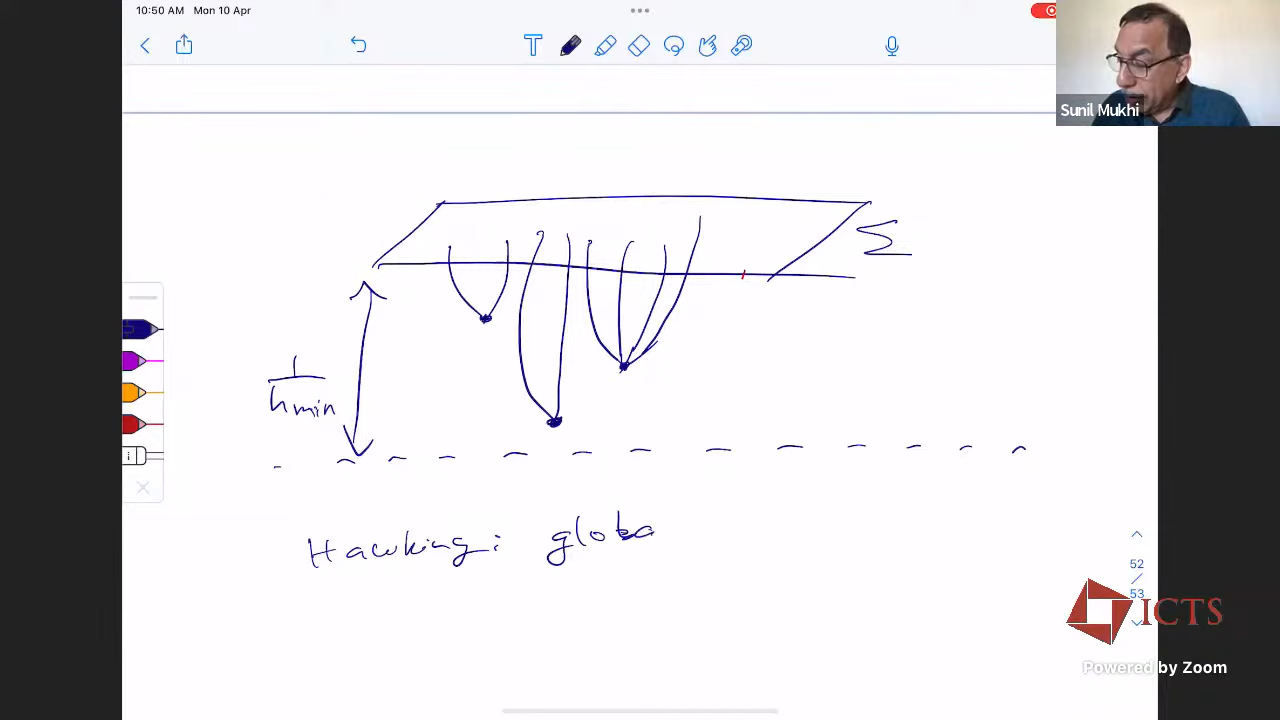 10:50 AM Mon 10 Apr
T
Sunil Mukhi
Σ
1
hmin
Hawking: globa
52
/
53
ICTS
Powered by Zoom